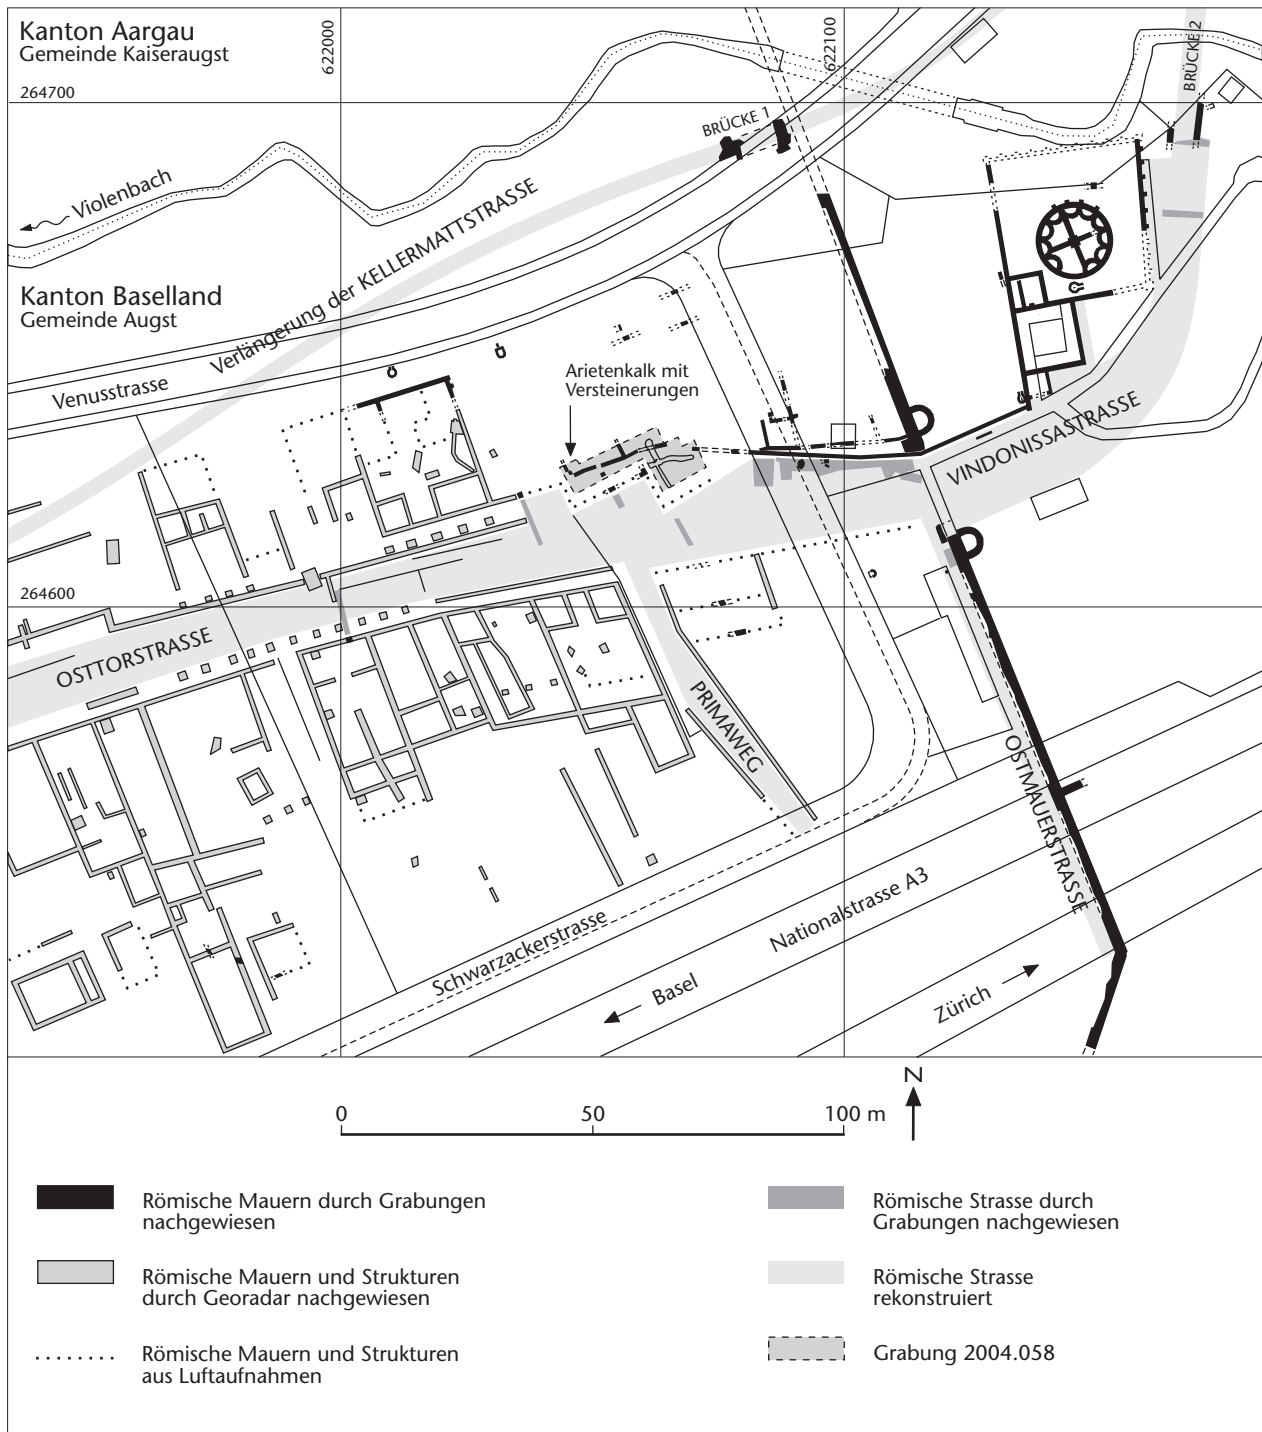 Kanton Aargau
Gemeinde Kaiseraugst
622000
622100
BRÜCKE 2
264700
BRÜCKE 1
Violenbach
Kanton Baselland
Gemeinde Augst
Verlängerung der KELLERMATTSTRASSE
Venusstrasse
Arietenkalk mit
Versteinerungen
VINDONISSASTRASSE
264600
OSTTORSTRASSE
PRIMAWEG
OSTMAUERSTRASSE
Schwarzackerstrasse
Nationalstrasse A3
Basel
Zürich
N
0 50 100 m
Römische Mauern durch Grabungen
nachgewiesen
Römische Mauern und Strukturen
durch Georadar nachgewiesen
Römische Mauern und Strukturen
aus Luftaufnahmen
Römische Strasse durch
Grabungen nachgewiesen
Römische Strasse
rekonstruiert
Grabung 2004.058